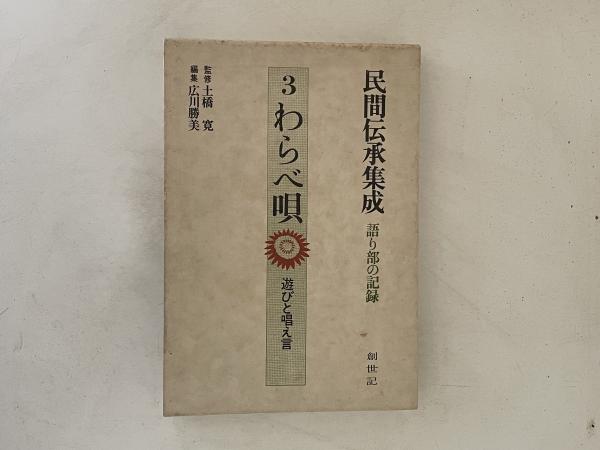 民間伝承集成
語り部の記録
創世記
3 わらべ唄
遊びと唱え言
監修 土橋 寛
編集 広川勝美